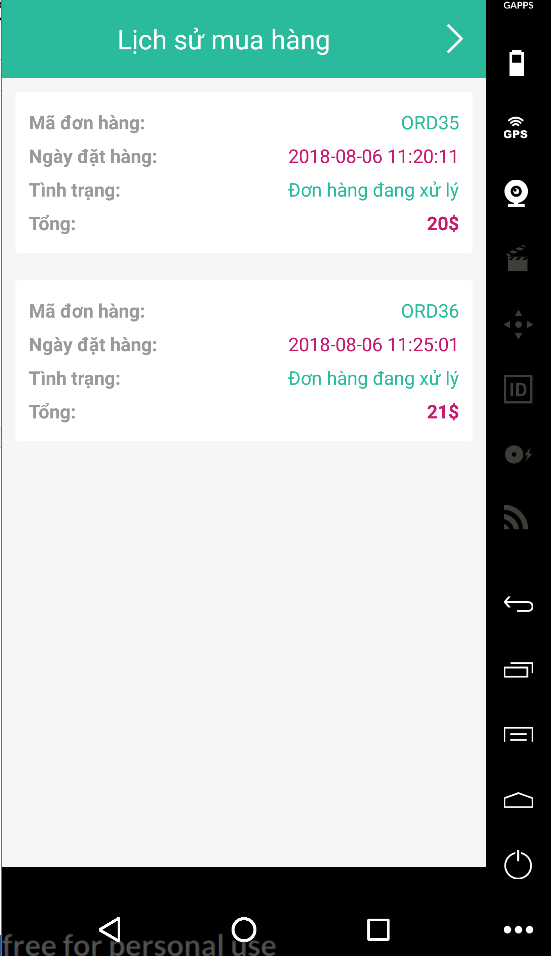 GAPPS
Lịch sử mua hàng
Mã đơn hàng: ORD35
Ngày đặt hàng: 2018-08-06 11:20:11
Tình trạng: Đơn hàng đang xử lý
Tổng: 20$
Mã đơn hàng: ORD36
Ngày đặt hàng: 2018-08-06 11:25:01
Tình trạng: Đơn hàng đang xử lý
Tổng: 21$
GPS
ID
free for personal use